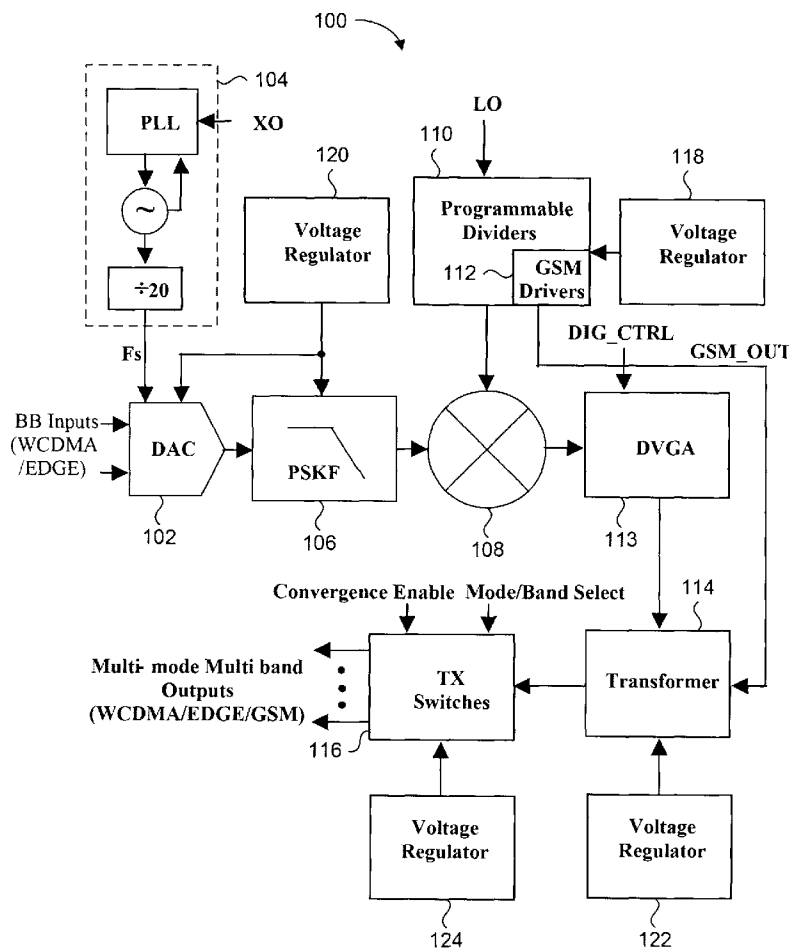 100
104
PLL
XO
LO
110
118
120
Programmable
Dividers
Voltage
Regulator
Voltage
Regulator
~
112
GSM
Drivers
÷20
DIG_CTRL
GSM_OUT
Fs
BB Inputs
(WCDMA
/EDGE)
DAC
PSKF
DVGA
102
106
108
113
Convergence Enable
Mode/Band Select
114
Multi- mode Multi band
Outputs
(WCDMA/EDGE/GSM)
TX
Switches
Transformer
116
Voltage
Regulator
Voltage
Regulator
124
122